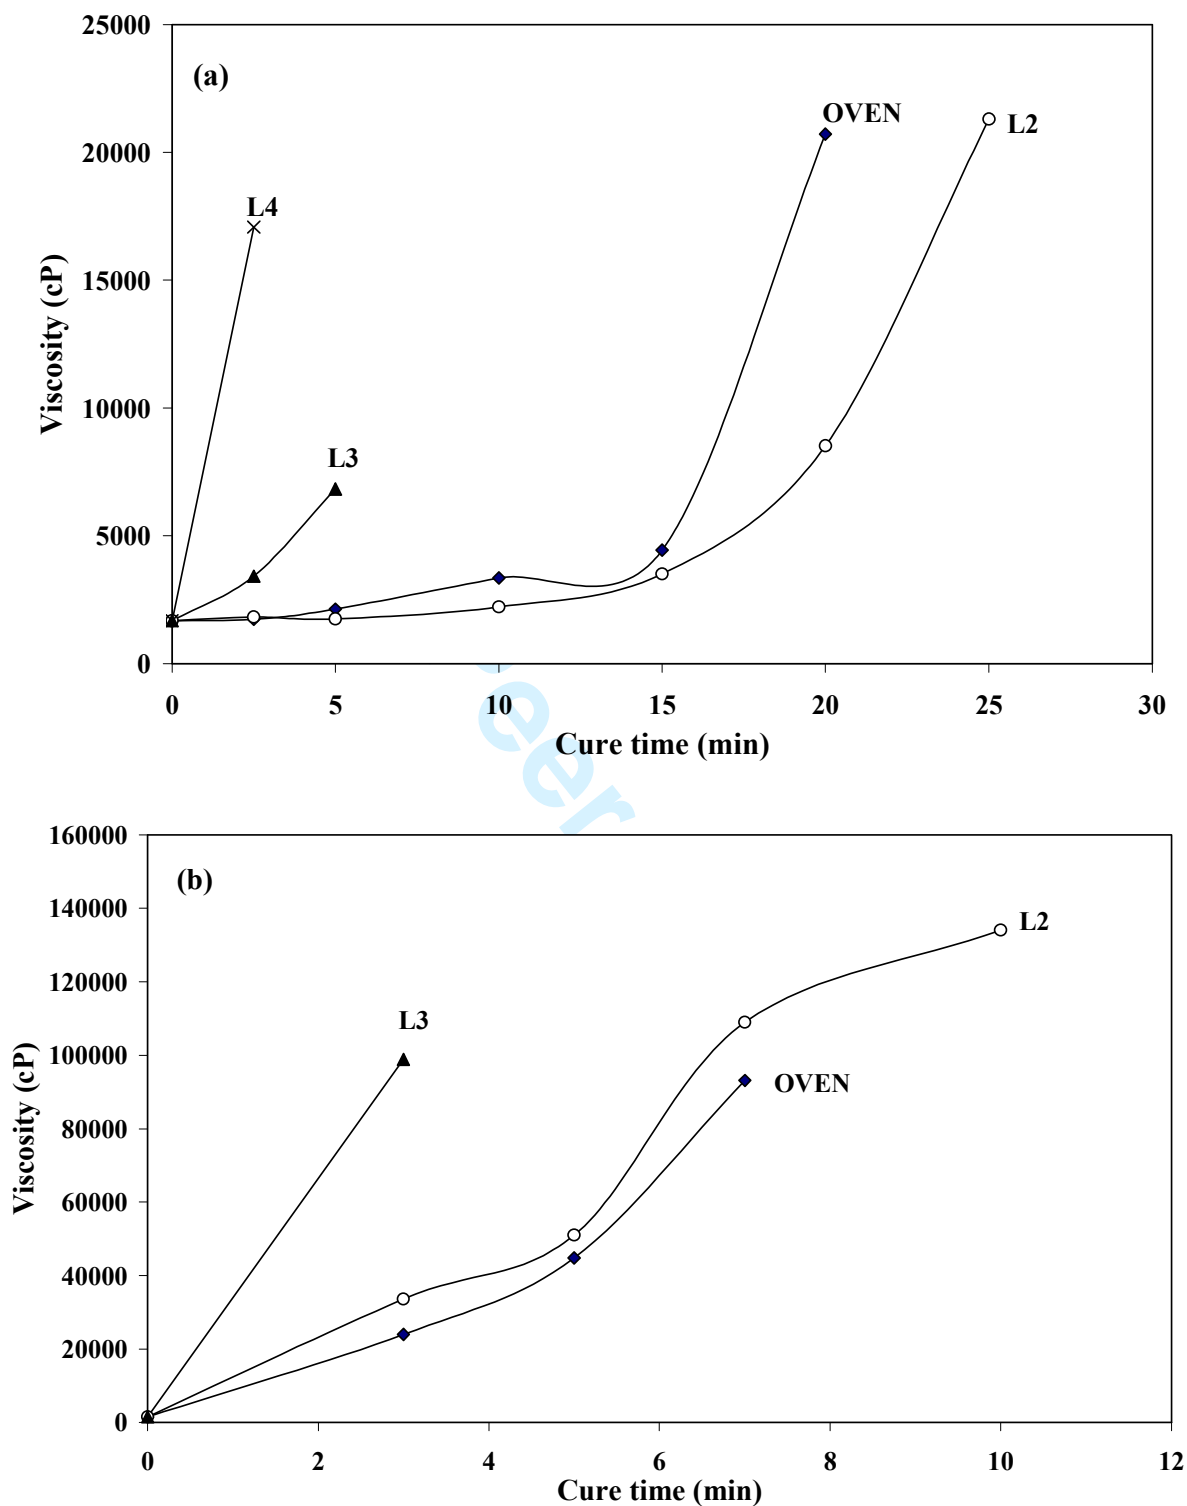 25000
(a)
OVEN
L2
20000
L4
15000
Viscosity (cP)
10000
L3
5000
0
0 5 10 15 20 25 30
Cure time (min)
eer
160000
(b)
140000
L2
120000
L3
100000
OVEN
Viscosity (cP)
80000
60000
40000
20000
0
0 2 4 6 8 10 12
Cure time (min)